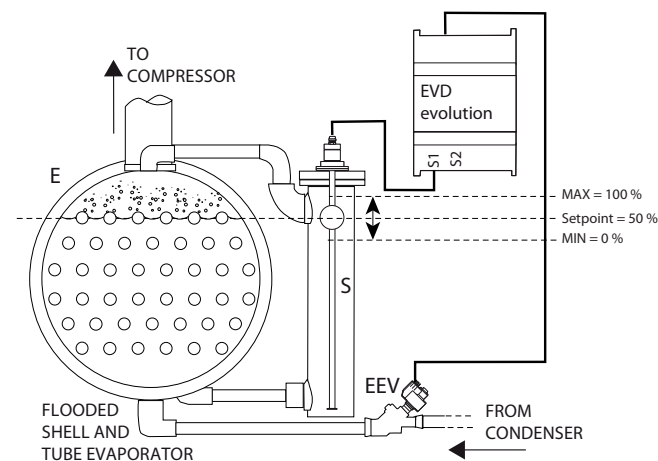 TO
COMPRESSOR
EVD
evolution
S1
S2
E
MAX = 100 %
Setpoint = 50 %
MIN = 0 %
S
EEV
FLOODED
SHELL AND
TUBE EVAPORATOR
FROM
CONDENSER